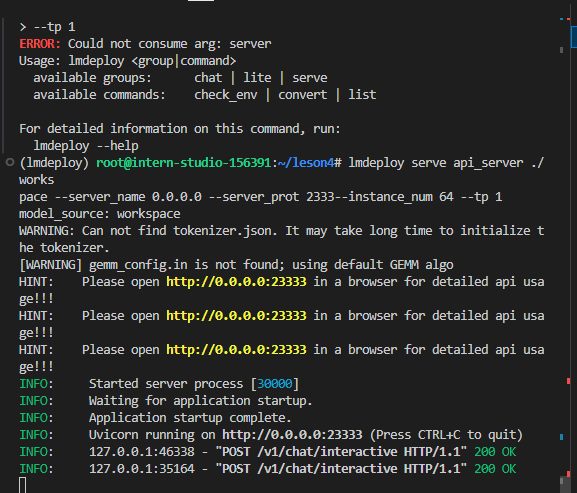 > --tp 1
ERROR: Could not consume arg: server
Usage: lmdeploy <group|command>
  available groups:      chat | lite | serve
  available commands:    check_env | convert | list

For detailed information on this command, run:
  lmdeploy --help
(lmdeploy) root@intern-studio-156391:~/leson4# lmdeploy serve api_server ./
works
pace --server_name 0.0.0.0 --server_prot 2333--instance_num 64 --tp 1
model_source: workspace
WARNING: Can not find tokenizer.json. It may take long time to initialize t
he tokenizer.
[WARNING] gemm_config.in is not found; using default GEMM algo
HINT:    Please open http://0.0.0.0:23333 in a browser for detailed api usa
ge!!!
HINT:    Please open http://0.0.0.0:23333 in a browser for detailed api usa
ge!!!
HINT:    Please open http://0.0.0.0:23333 in a browser for detailed api usa
ge!!!
INFO:     Started server process [30000]
INFO:     Waiting for application startup.
INFO:     Application startup complete.
INFO:     Uvicorn running on http://0.0.0.0:23333 (Press CTRL+C to quit)
INFO:     127.0.0.1:46338 - "POST /v1/chat/interactive HTTP/1.1" 200 OK
INFO:     127.0.0.1:35164 - "POST /v1/chat/interactive HTTP/1.1" 200 OK